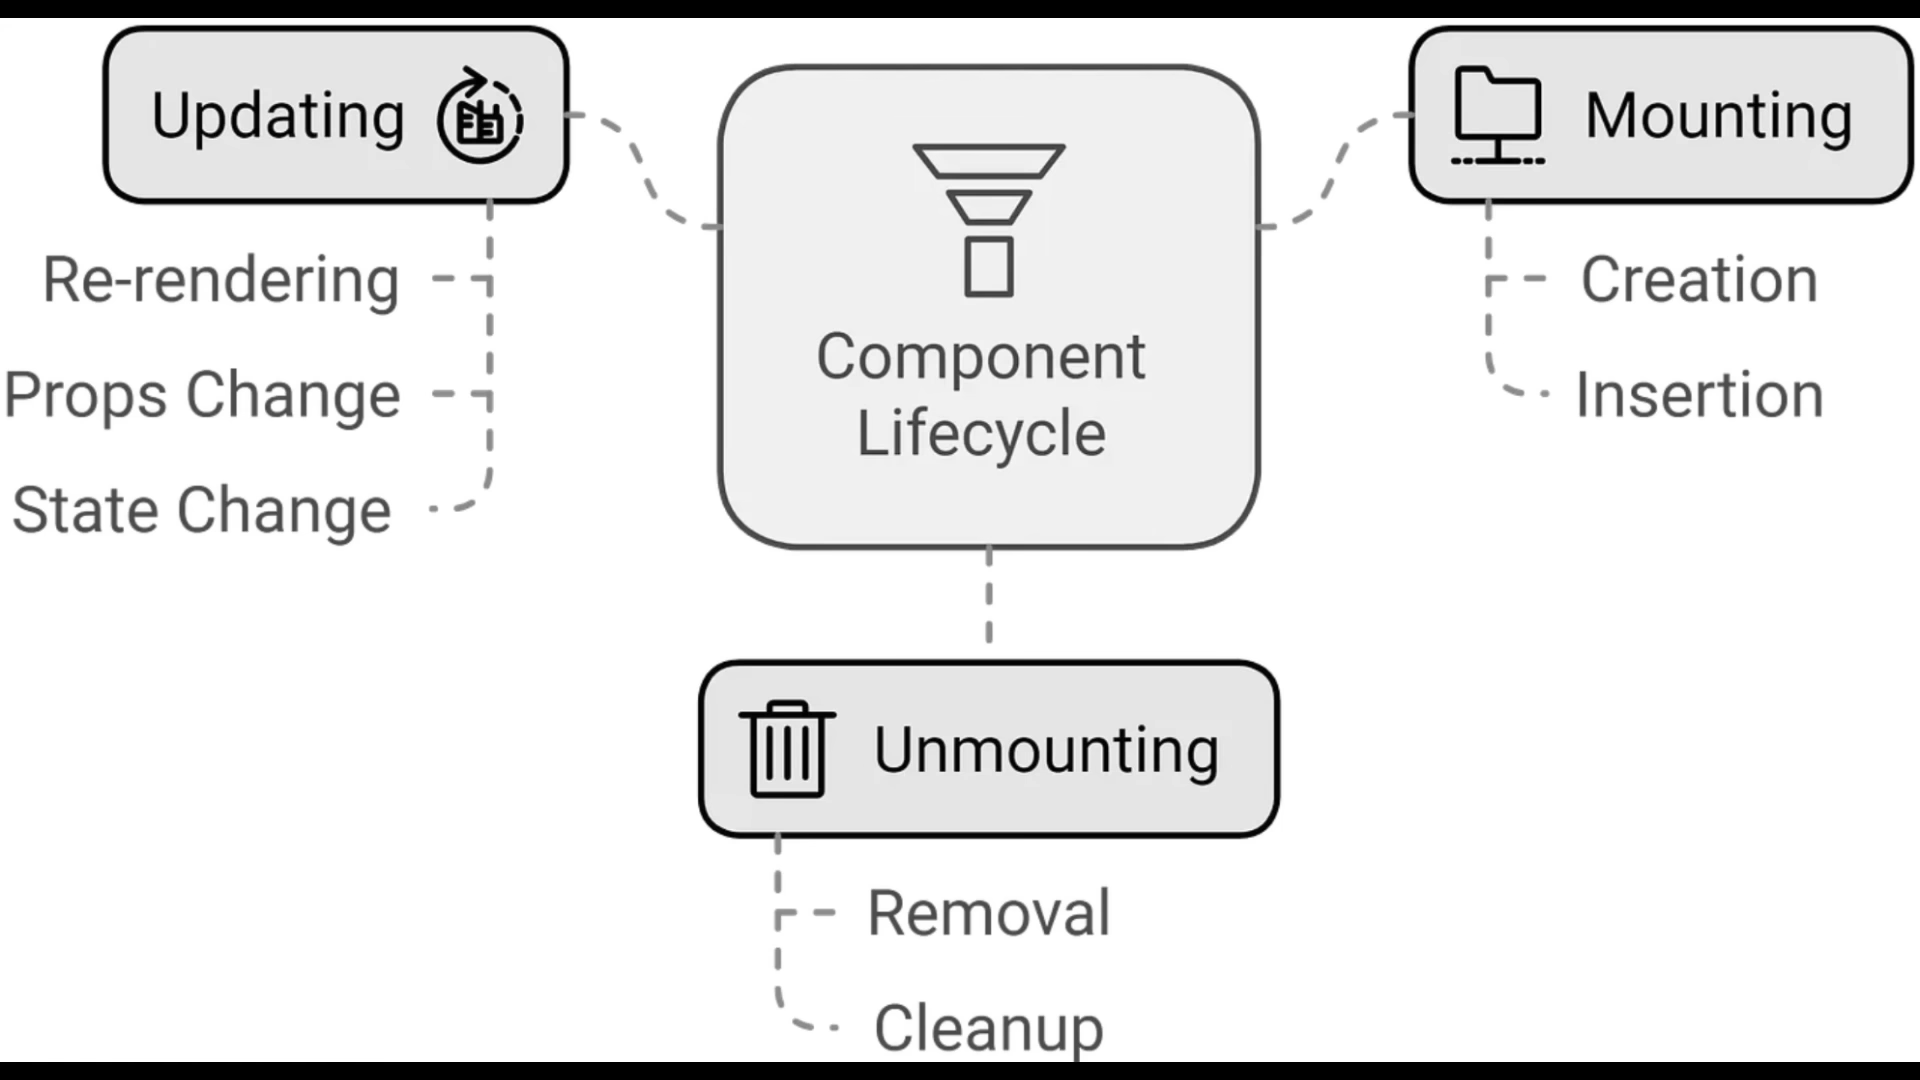 Updating
Re-rendering
Props Change
State Change
Component
Lifecycle
Mounting
Creation
Insertion
Unmounting
Removal
Cleanup